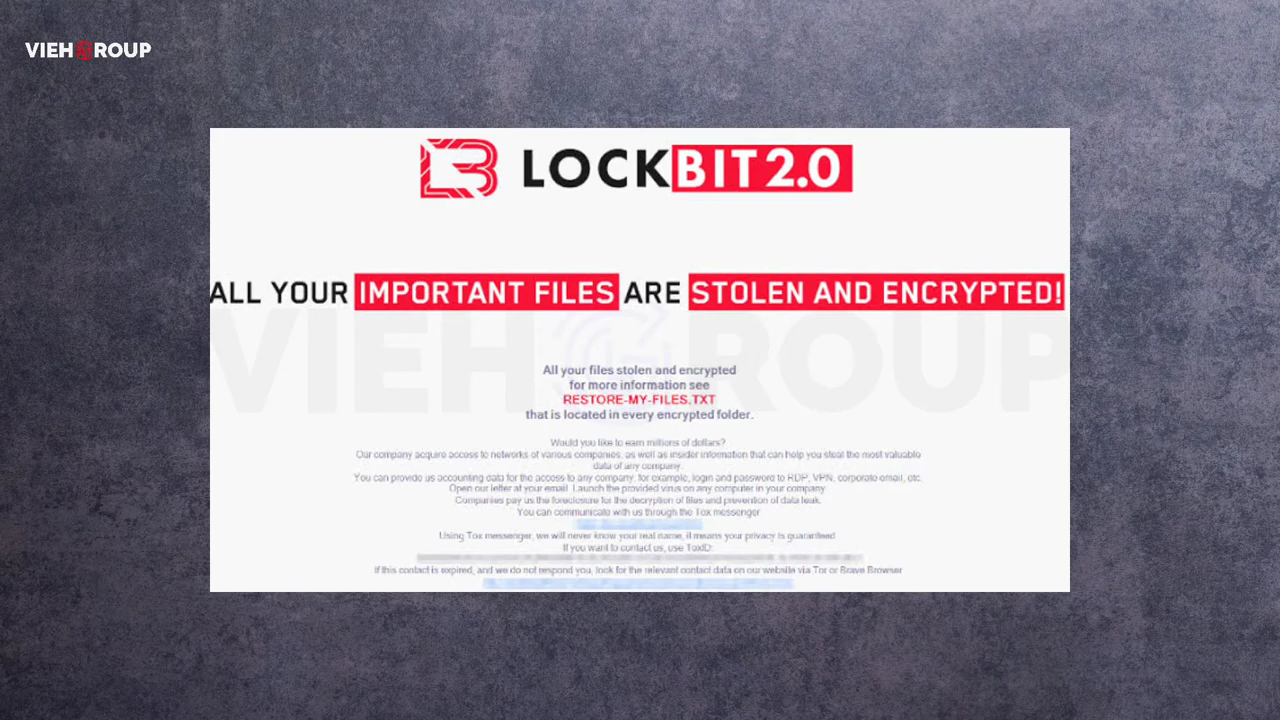 VIEH GROUP
LOCKBIT 2.0
ALL YOUR IMPORTANT FILES ARE STOLEN AND ENCRYPTED!
VIEH GROUP
All your files stolen and encrypted
for more information see
RESTORE-MY-FILES.TXT
that is located in every encrypted folder.
Would you like to earn millions of dollars?
Our company acquire access to networks of various companies, as well as insider information that can help you steal the most valuable
data of any company.
You can provide us accounting data for the access to any company, for example, login and password to RDP, VPN, corporate email, etc.
Open our letter at your email. Launch the provided virus on any computer in your company.
Companies pay us the foreclosure for the decryption of files and prevention of data leak.
You can communicate with us through the Tox messenger
Using Tox messenger, we will never know your real name, it means your privacy is guaranteed.
If you want to contact us, use ToxID:
If this contact is expired, and we do not respond you, look for the relevant contact data on our website via Tor or Brave Browser